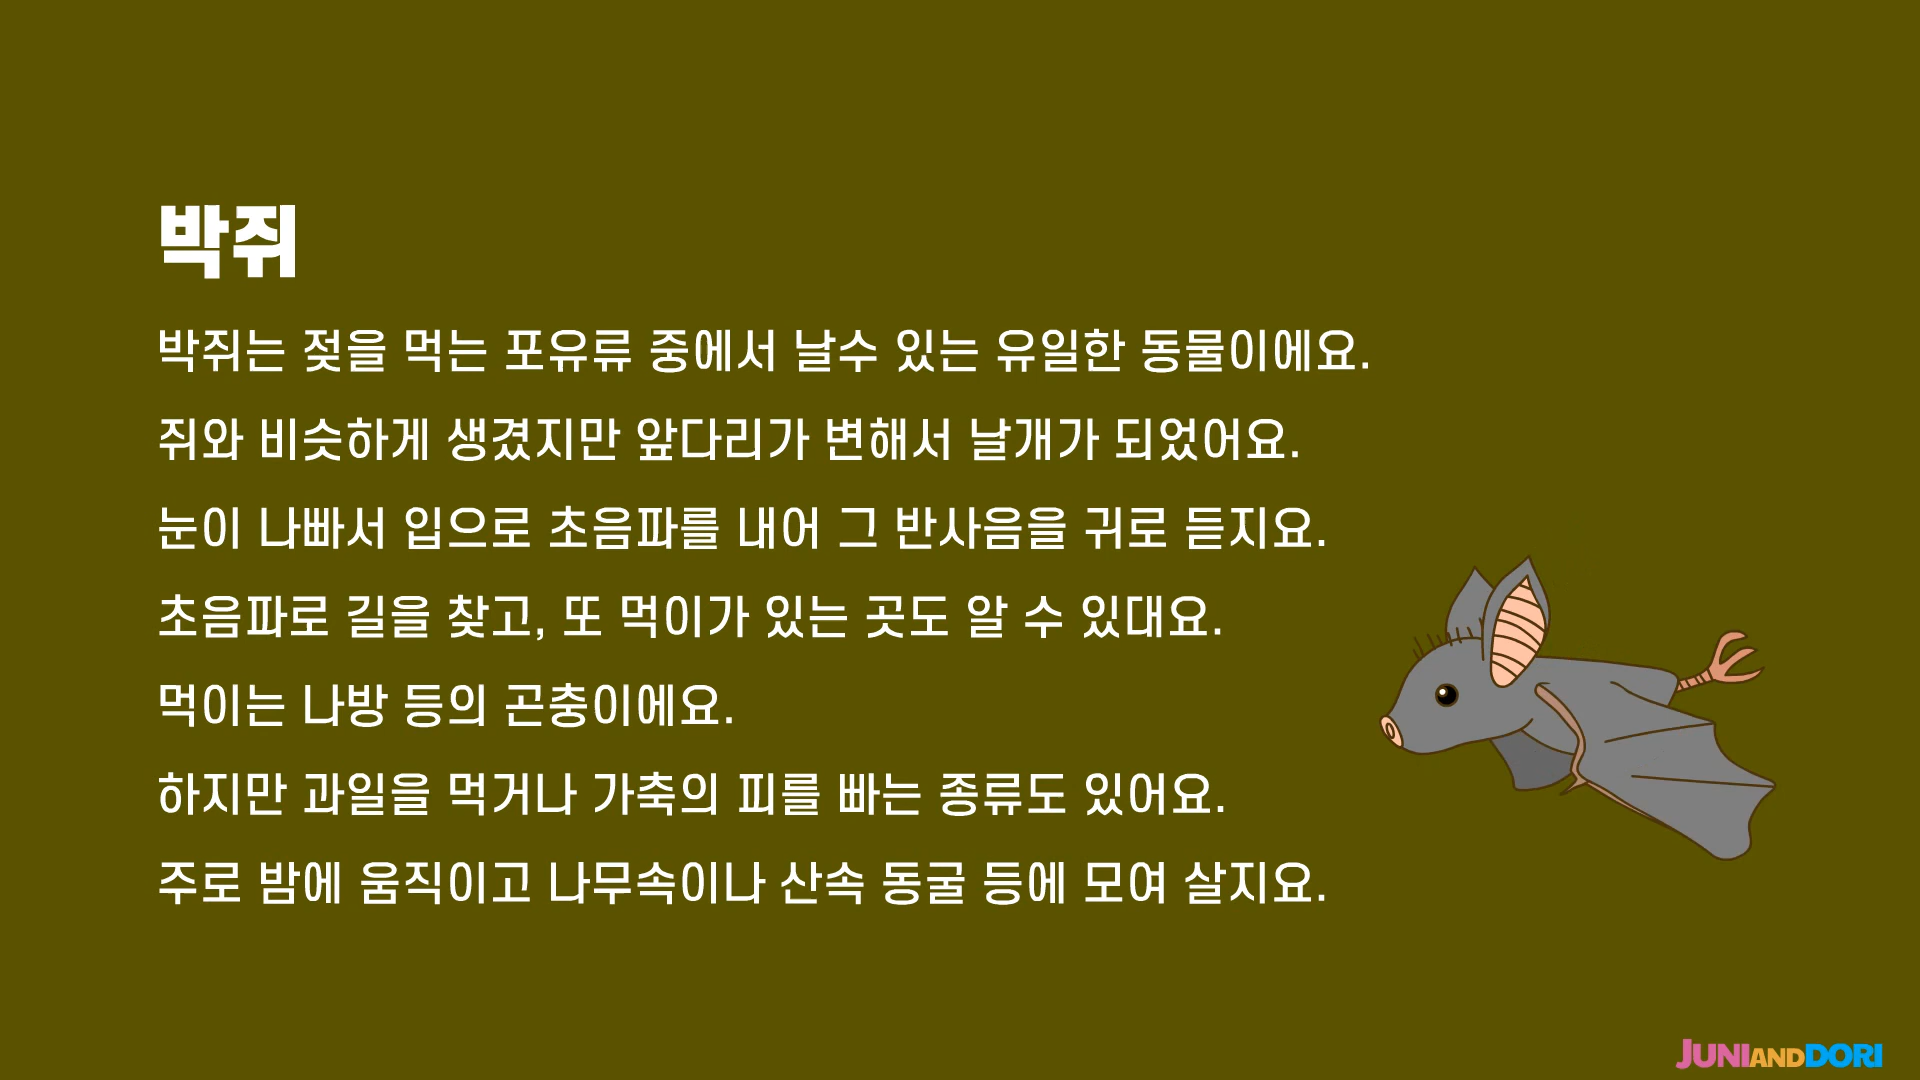 박쥐
박쥐는 젖을 먹는 포유류 중에서 날수 있는 유일한 동물이에요.
쥐와 비슷하게 생겼지만 앞다리가 변해서 날개가 되었어요.
눈이 나빠서 입으로 초음파를 내어 그 반사음을 귀로 듣지요.
초음파로 길을 찾고, 또 먹이가 있는 곳도 알 수 있대요.
먹이는 나방 등의 곤충이에요.
하지만 과일을 먹거나 가축의 피를 빠는 종류도 있어요.
주로 밤에 움직이고 나무속이나 산속 동굴 등에 모여 살지요.
JUNIANDDORI